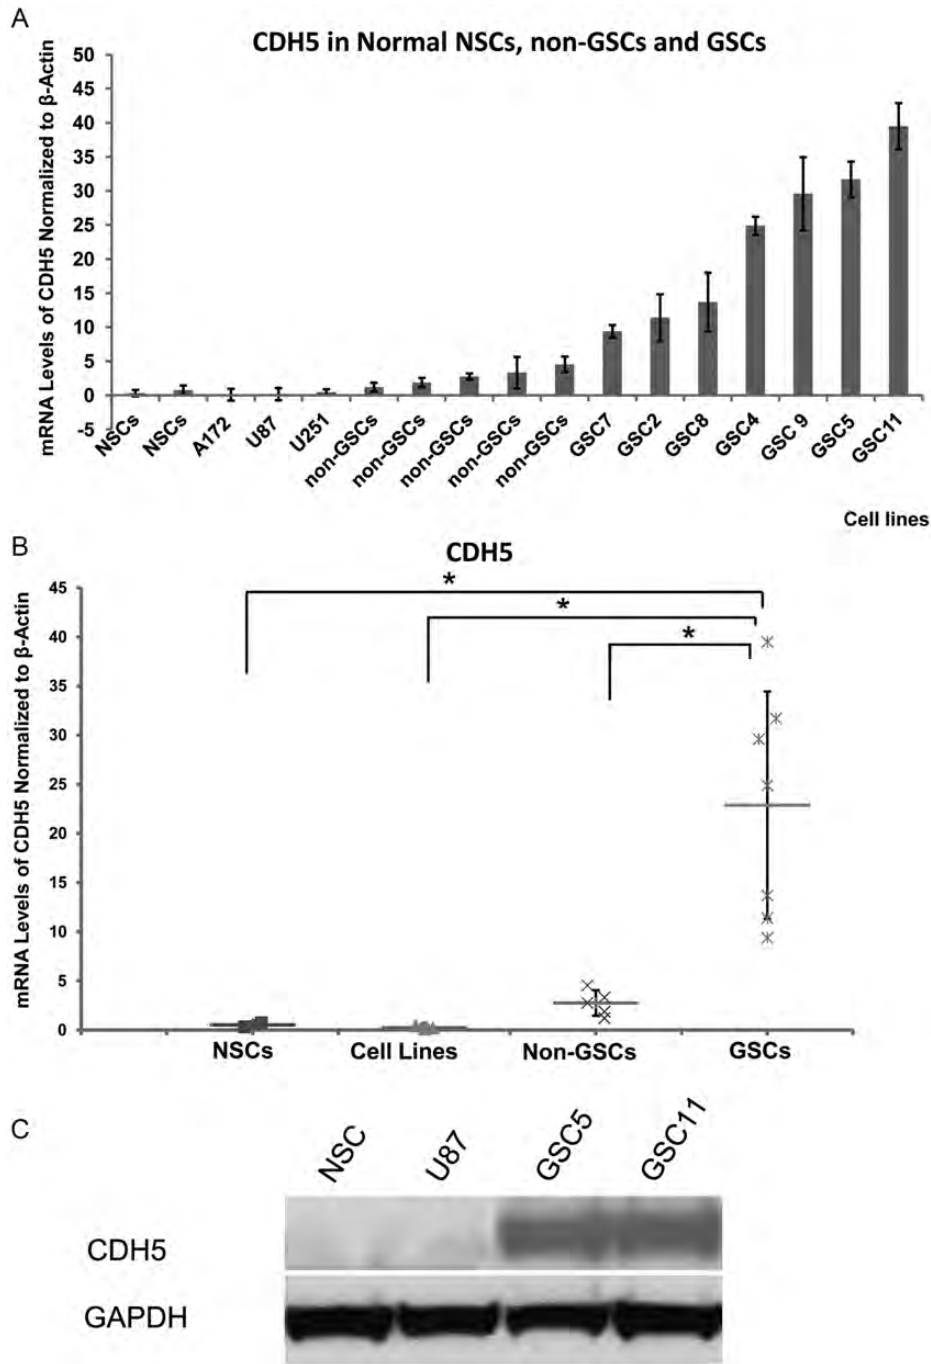 A
CDH5 in Normal NSCs, non-GSCs and GSCs
mRNA Levels of CDH5 Normalized to β-Actin
50
45
40
35
30
25
20
15
10
5
0
-5
NSCs
NSCs
A172
U87
U251
non-GSCs
non-GSCs
non-GSCs
non-GSCs
non-GSCs
GSC7
GSC2
GSC8
GSC4
GSC 9
GSC5
GSC11
Cell lines
B
CDH5
mRNA Levels of CDH5 Normalized to β-Actin
45
40
35
30
25
20
15
10
5
0
*
*
*
NSCs
Cell Lines
Non-GSCs
GSCs
C
NSC
U87
GSC5
GSC11
CDH5
GAPDH